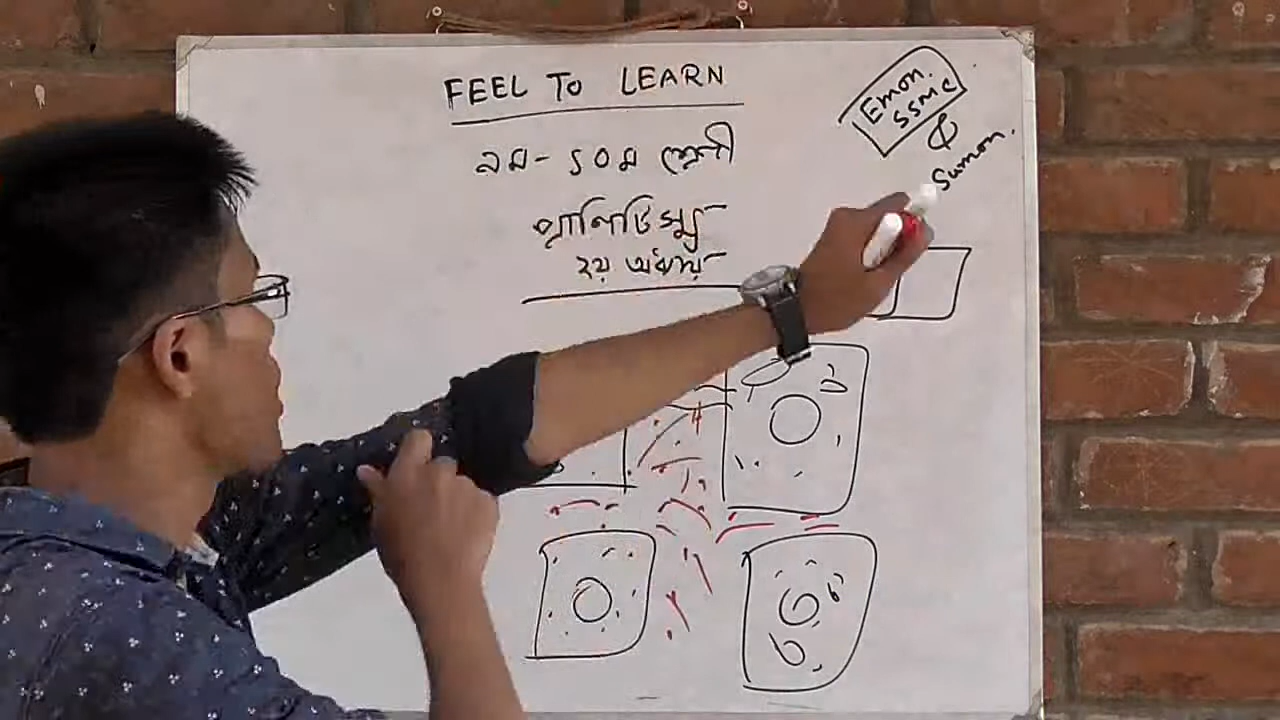 FEEL TO LEARN
৯ম-১০ম শ্রেণী
২য় অধ্যায়
Emon.
SSMC
&
Sumon.